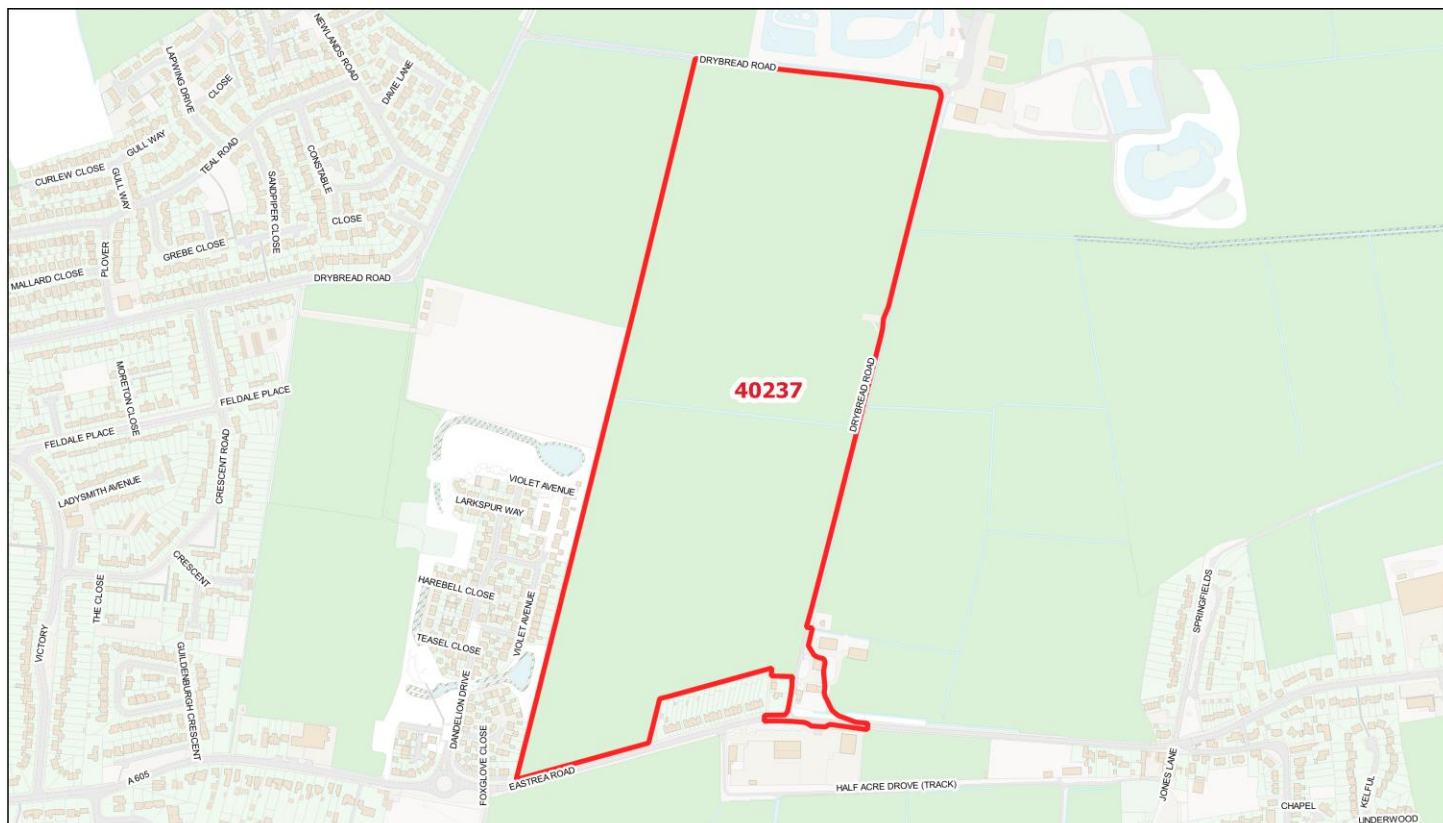 NEWLANDS ROAD
LAPWING DRIVE
CLOSE
DAVIE LANE
DRYBREAD ROAD
GULL WAY
TEAL ROAD
CURLEW CLOSE
GULL WAY
CONSTABLE
SANDPIPER CLOSE
CLOSE
GREBE CLOSE
PLOVER
MALLARD CLOSE
DRYBREAD ROAD
MORETON CLOSE
FELDALE PLACE
40237
DRYBREAD ROAD
FELDALE PLACE
CRESCENT ROAD
LADYSMITH AVENUE
VIOLET AVENUE
LARKSPUR WAY
CRESCENT
THE CLOSE
HAREBELL CLOSE
VIOLET AVENUE
SPRINGFIELDS
VICTORY
TEASEL CLOSE
GUILDENBURGH CRESCENT
DANDELION DRIVE
FOXGLOVE CLOSE
A 605
EASTREA ROAD
HALF ACRE DROVE (TRACK)
JONES LANE
KELFUL
CHAPEL
UNDERWOOD